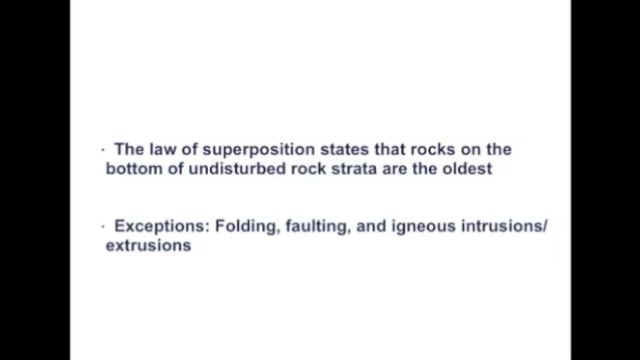 · The law of superposition states that rocks on the
bottom of undisturbed rock strata are the oldest
· Exceptions: Folding, faulting, and igneous intrusions/
extrusions